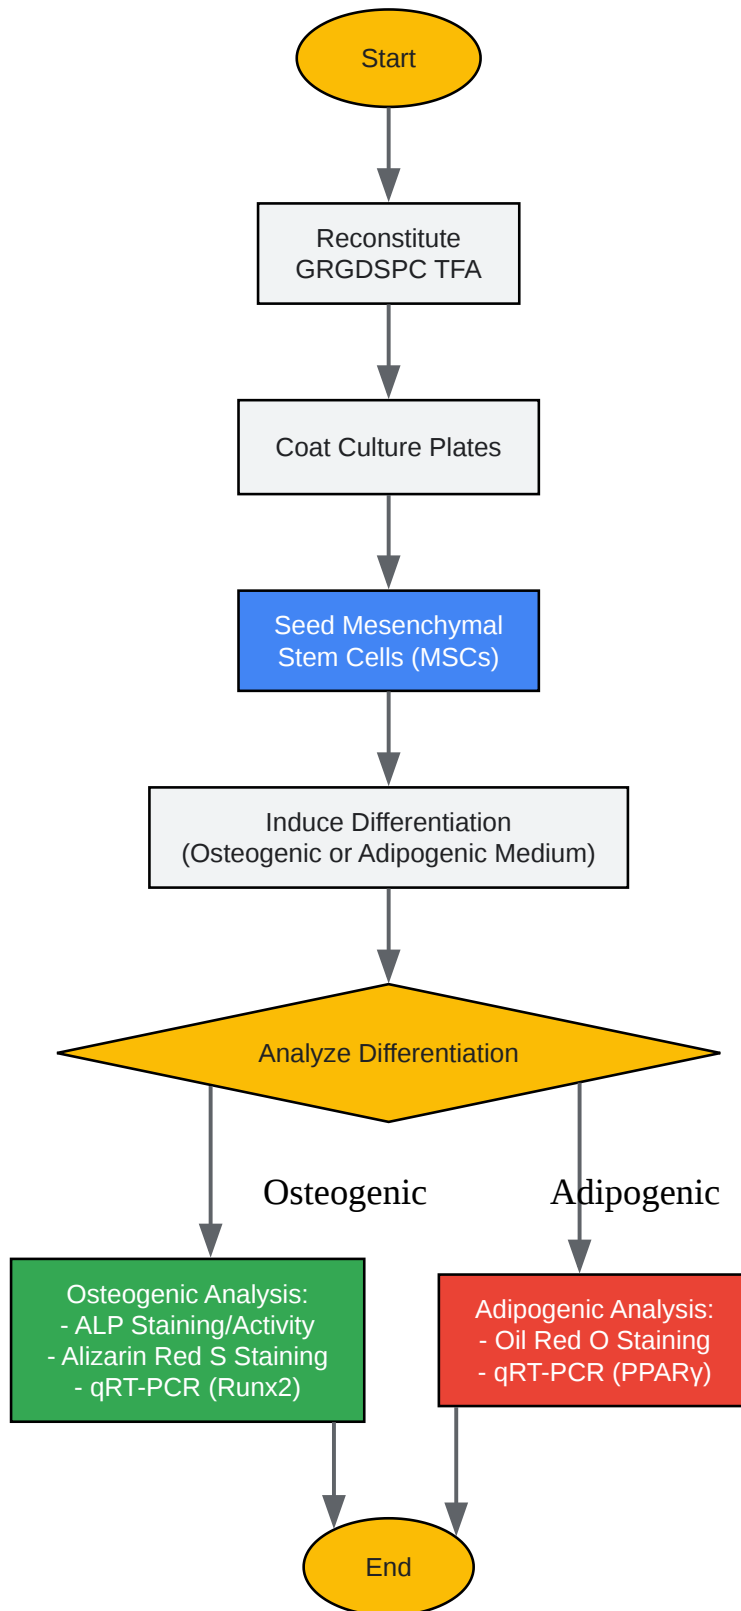 Start
Reconstitute
GRGDSPC TFA
Coat Culture Plates
Seed Mesenchymal
Stem Cells (MSCs)
Induce Differentiation
(Osteogenic or Adipogenic Medium)
Analyze Differentiation
Osteogenic
Adipogenic
Osteogenic Analysis:
- ALP Staining/Activity
- Alizarin Red S Staining
- qRT-PCR (Runx2)
Adipogenic Analysis:
- Oil Red O Staining
- qRT-PCR (PPARγ)
End